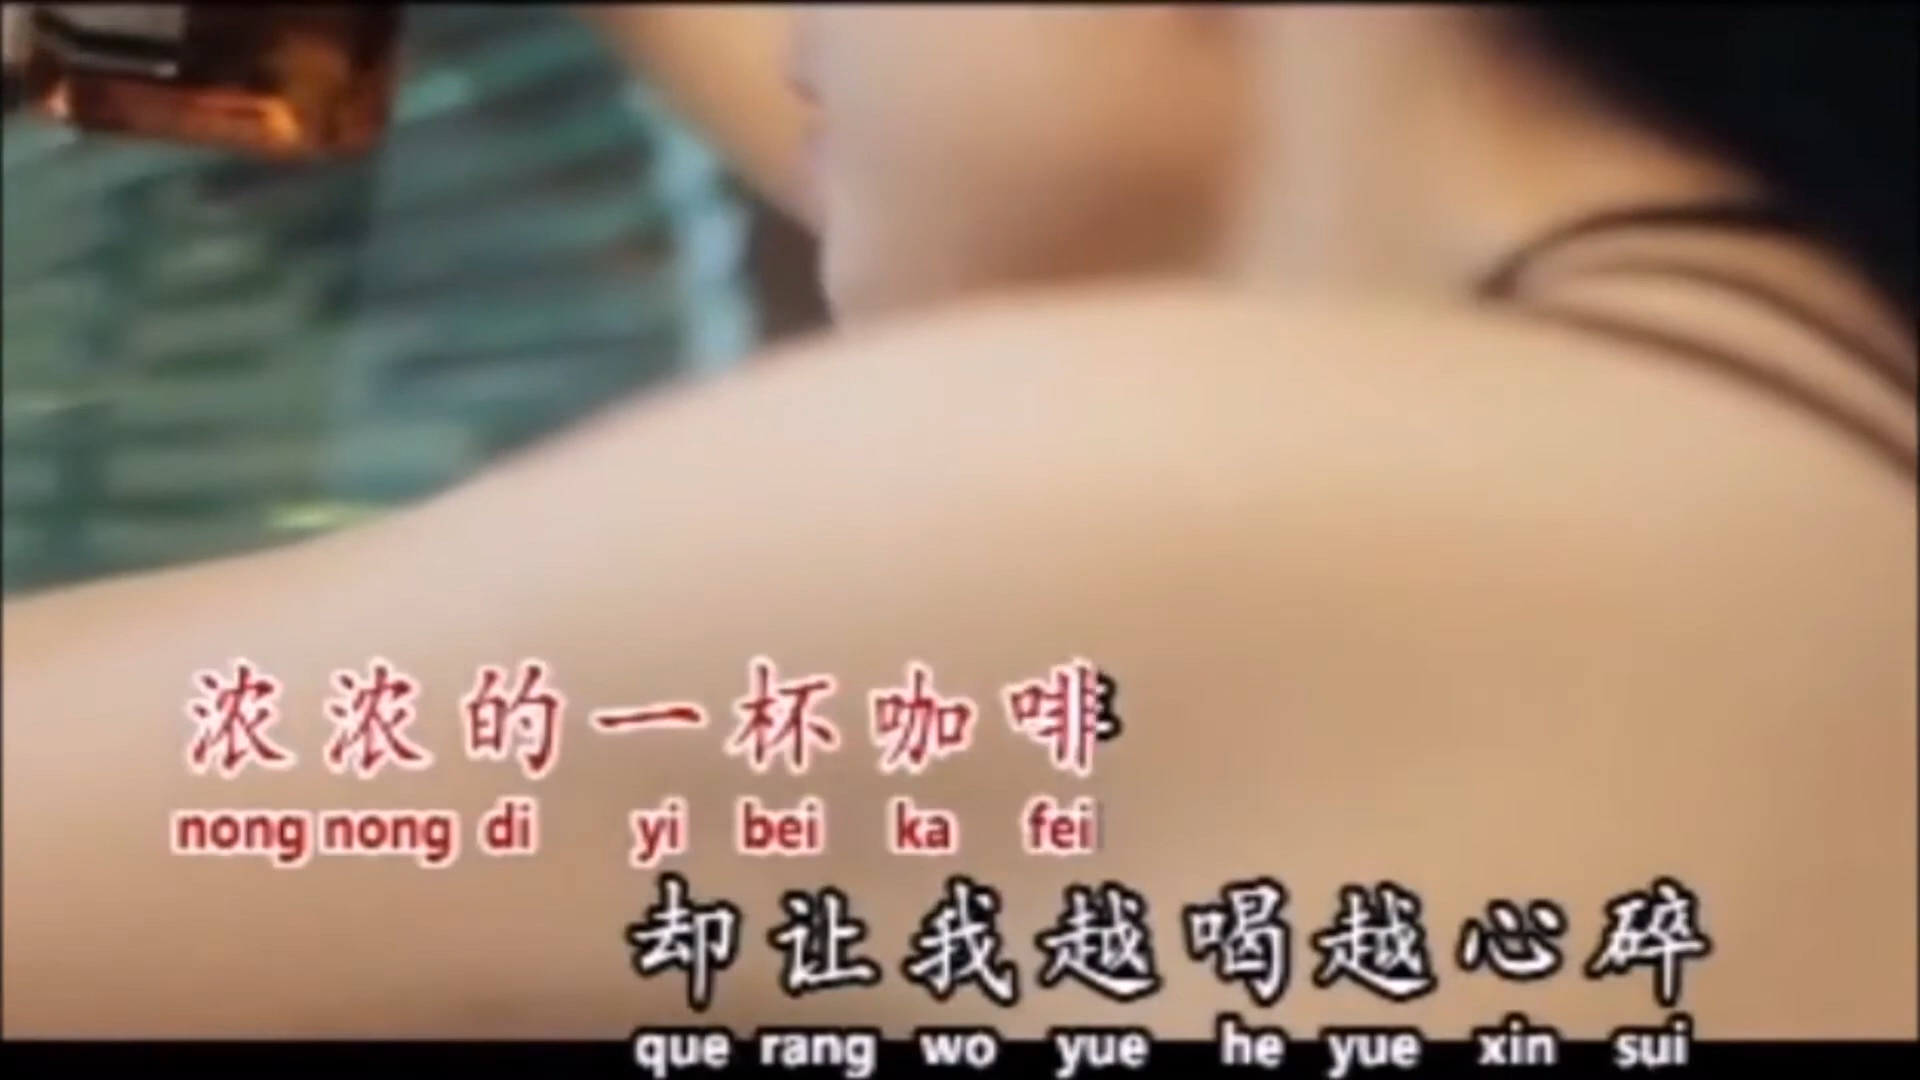 浓浓的一杯咖啡
nong nong di yi bei ka fei
却让我越喝越心碎
que rang wo yue he yue xin sui